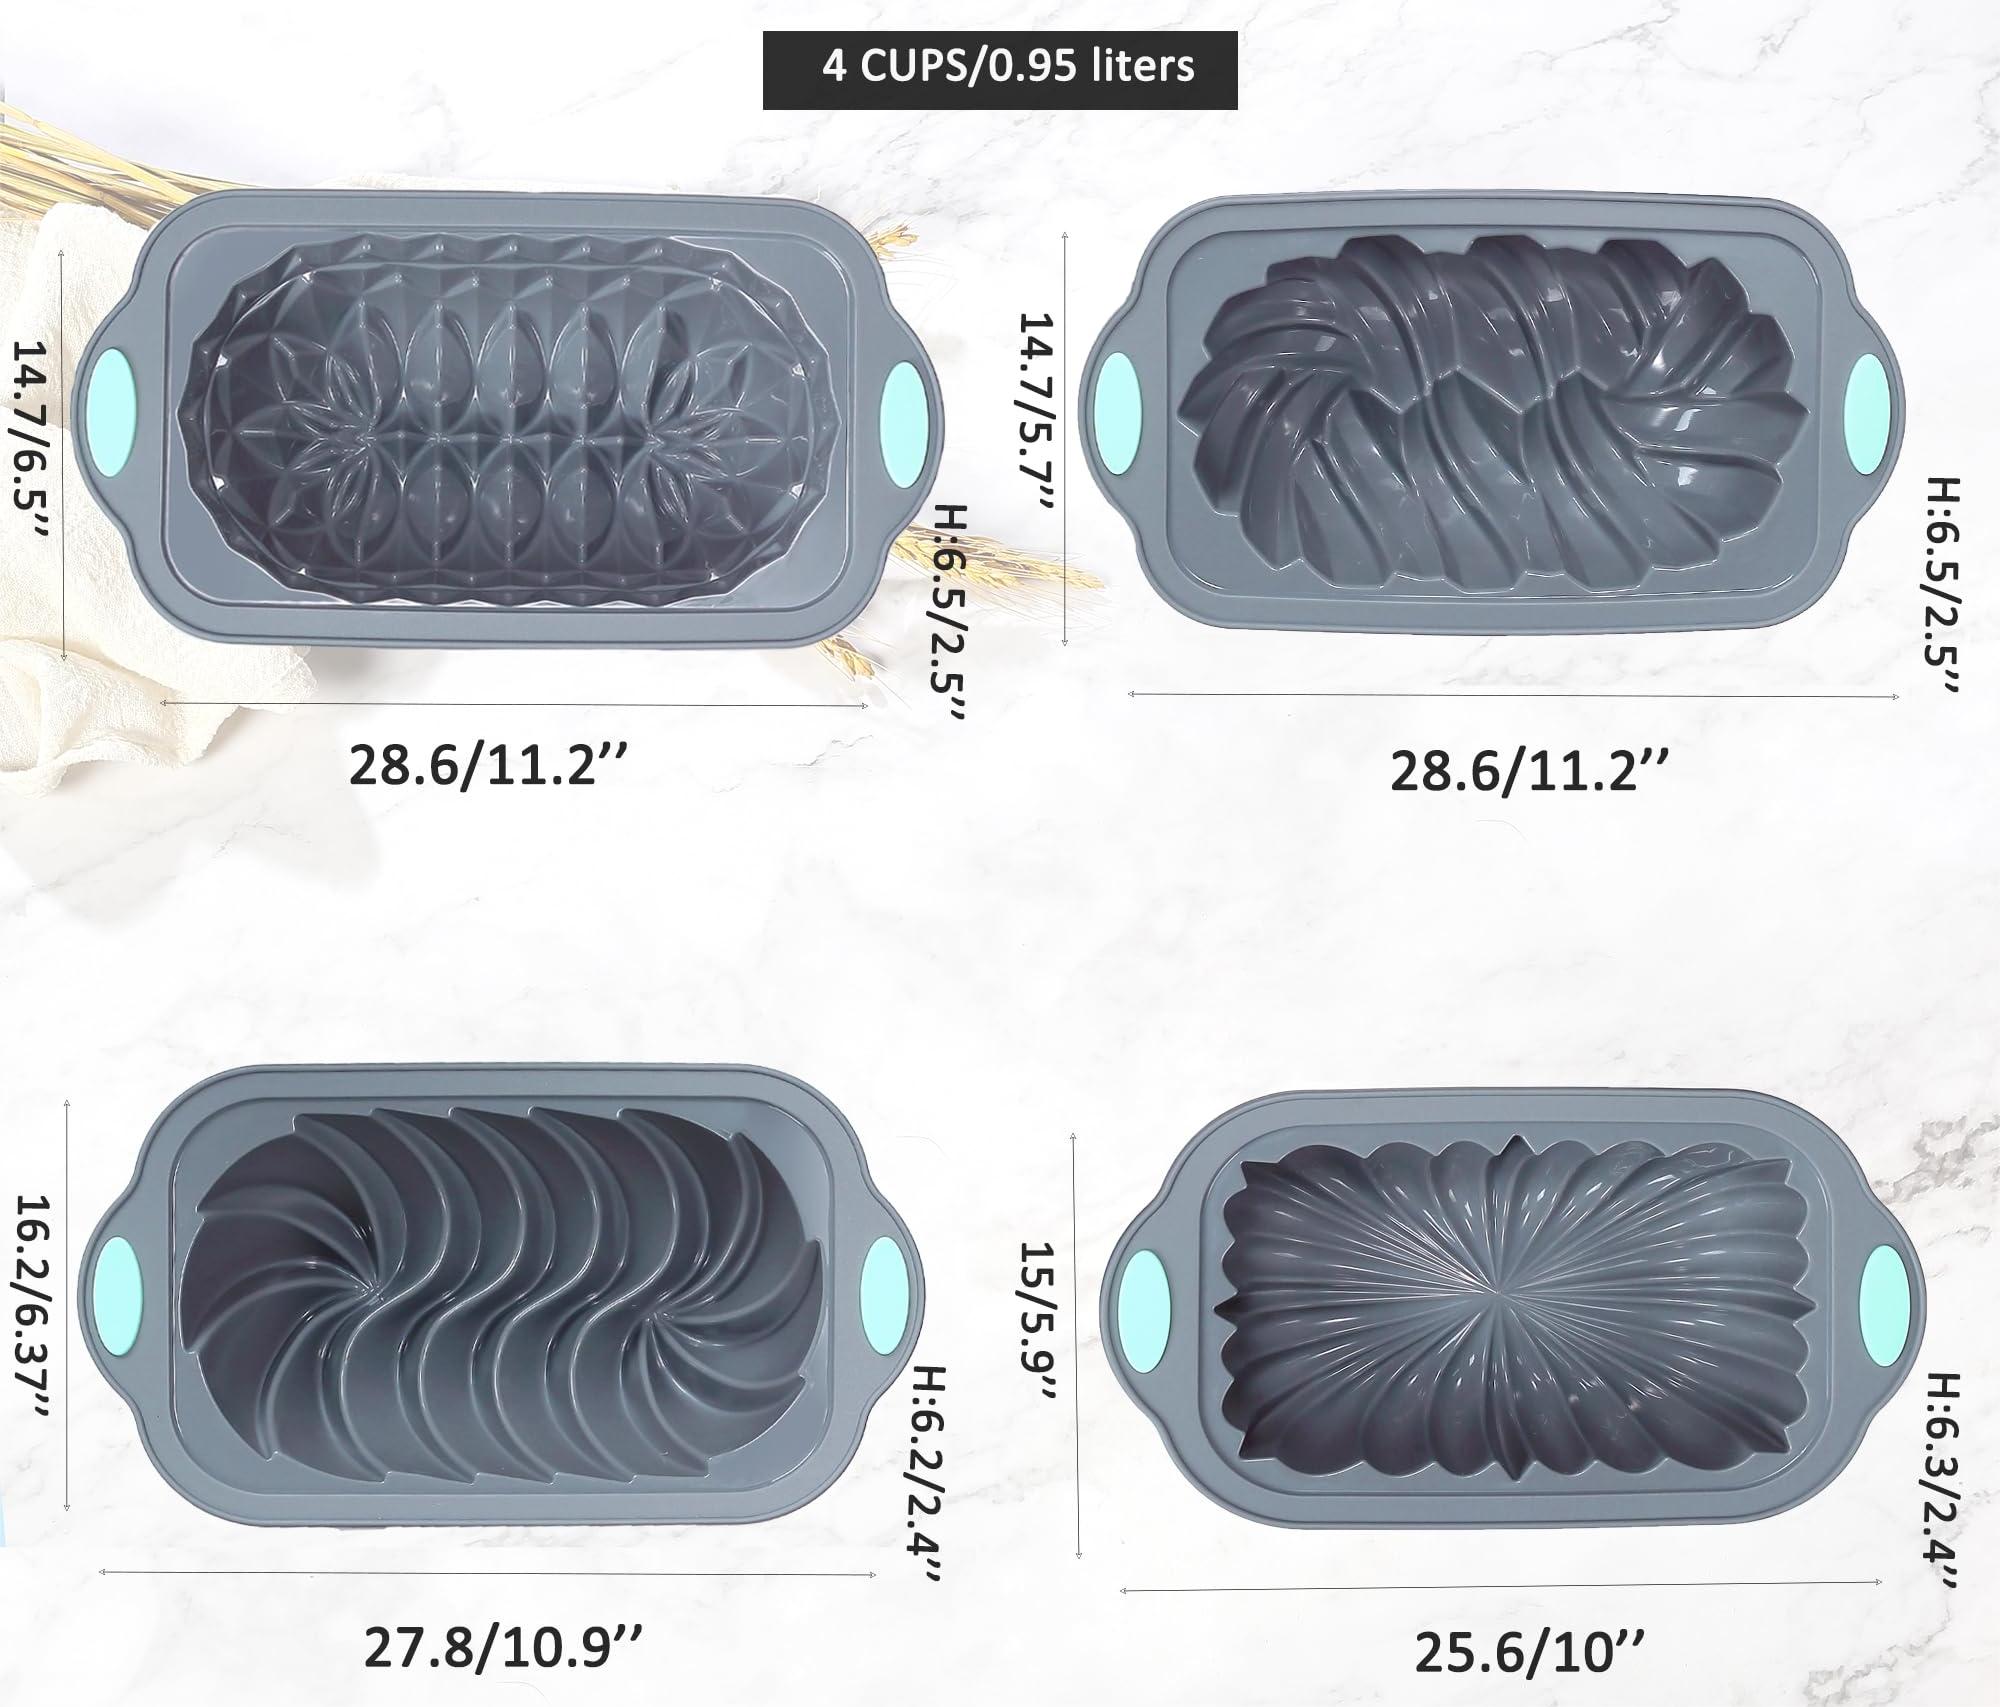 4 CUPS/0.95 liters
14.7/6.5’’
H:6.5/2.5’’
28.6/11.2’’
14.7/5.7’’
H:6.5/2.5’’
28.6/11.2’’
16.2/6.37’’
H:6.2/2.4’’
27.8/10.9’’
15/5.9’’
H:6.3/2.4’’
25.6/10’’